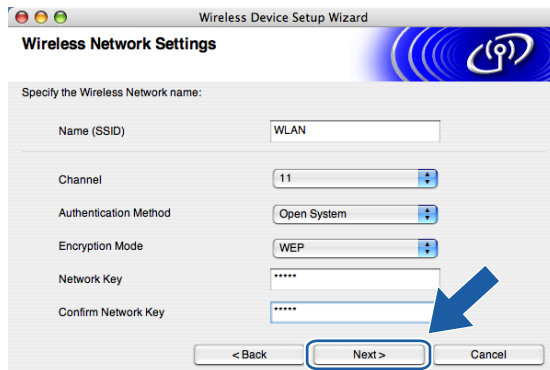 Wireless Device Setup Wizard
Wireless Network Settings
Specify the Wireless Network name:
Name (SSID) WLAN
Channel 11
Authentication Method Open System
Encryption Mode WEP
Network Key *****
Confirm Network Key *****
< Back Next > Cancel